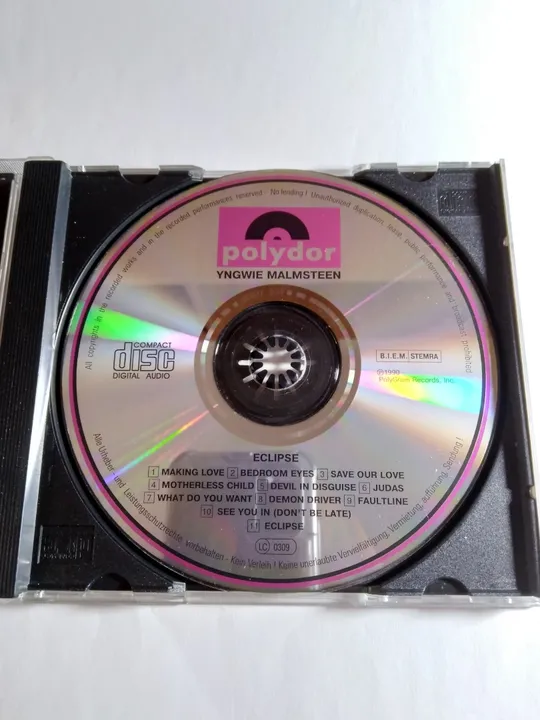 All copyrights in the recorded works and in the recorded performances reserved · No lending! Unauthorized duplication, lease, public performance and broadcast prohibited
polydor
YNGWIE MALMSTEEN
COMPACT
disc
DIGITAL AUDIO
B.I.E.M. STEMRA
℗1990
Polygram Records, Inc.
ECLIPSE
1 MAKING LOVE 2 BEDROOM EYES 3 SAVE OUR LOVE
4 MOTHERLESS CHILD 5 DEVIL IN DISGUISE 6 JUDAS
7 WHAT DO YOU WANT 8 DEMON DRIVER 9 FAULTLINE
10 SEE YOU IN (DON'T BE LATE)
11 ECLIPSE
LC 0309
Alle Urheber- und Leistungsschutzrechte vorbehalten - Kein Verleih! Keine unerlaubte Vervielfältigung, Vermietung, Aufführung, Sendung!